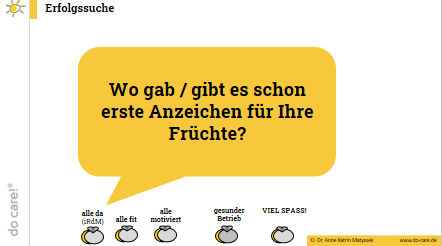 Erfolgssuche
Wo gab / gibt es schon
erste Anzeichen für Ihre
Früchte?
alle da
(iRdM)
alle fit
alle
motiviert
gesunder
Betrieb
VIEL SPASS!
do care!®
© Dr. Anne Katrin Matyssek www.do-care.de